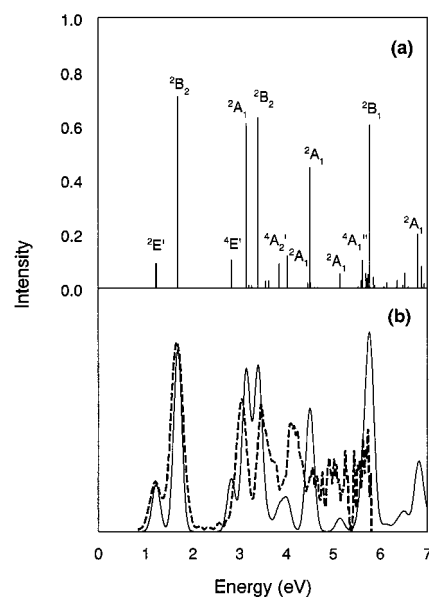 1.0
(a)
0.8
²B₂
²A₁
²B₂
²B₁
0.6
²A₁
0.4
Intensity
²E'
⁴E'
⁴A₂'
²A₁
²A₁
⁴A₁"
²A₁
0.2
0.0
(b)
0 1 2 3 4 5 6 7
Energy (eV)